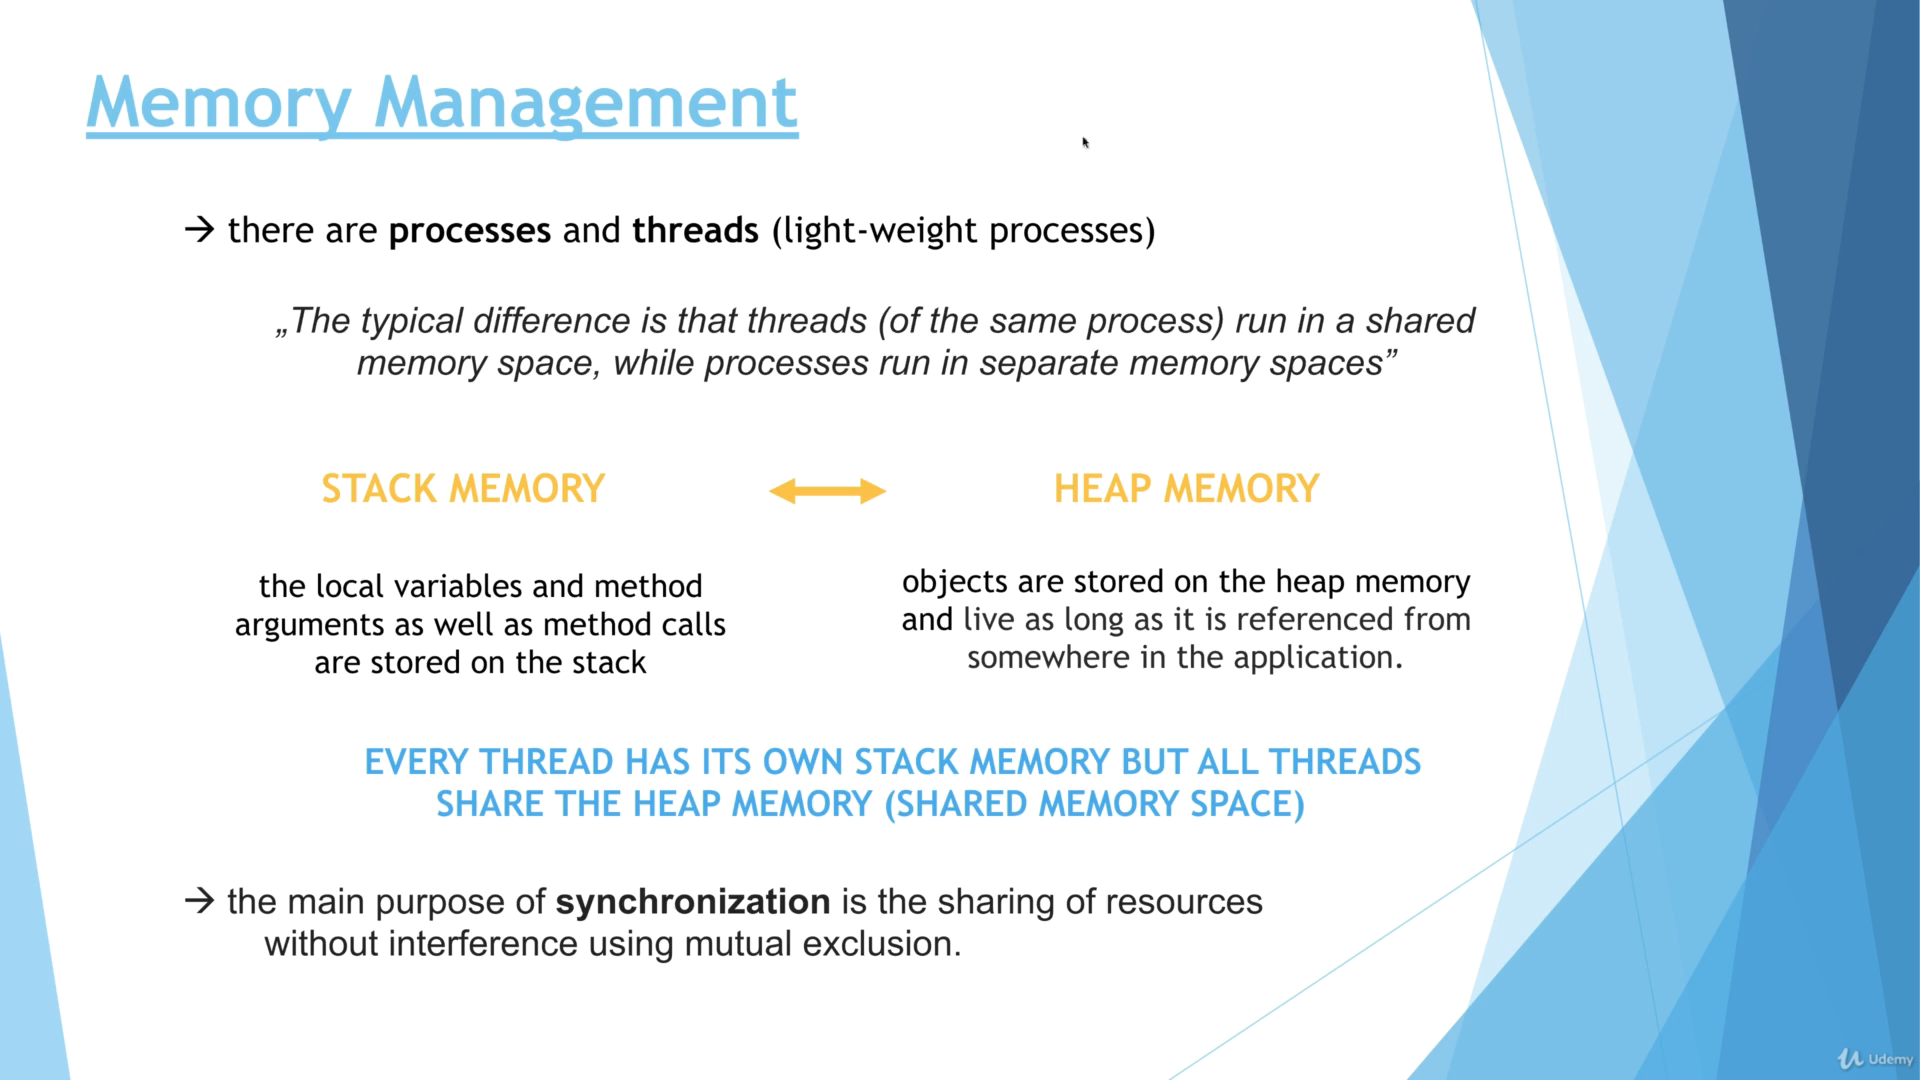 Memory Management
→ there are processes and threads (light-weight processes)
„The typical difference is that threads (of the same process) run in a shared
memory space, while processes run in separate memory spaces”
STACK MEMORY
HEAP MEMORY
the local variables and method
arguments as well as method calls
are stored on the stack
objects are stored on the heap memory
and live as long as it is referenced from
somewhere in the application.
EVERY THREAD HAS ITS OWN STACK MEMORY BUT ALL THREADS
SHARE THE HEAP MEMORY (SHARED MEMORY SPACE)
→ the main purpose of synchronization is the sharing of resources
without interference using mutual exclusion.
Udemy